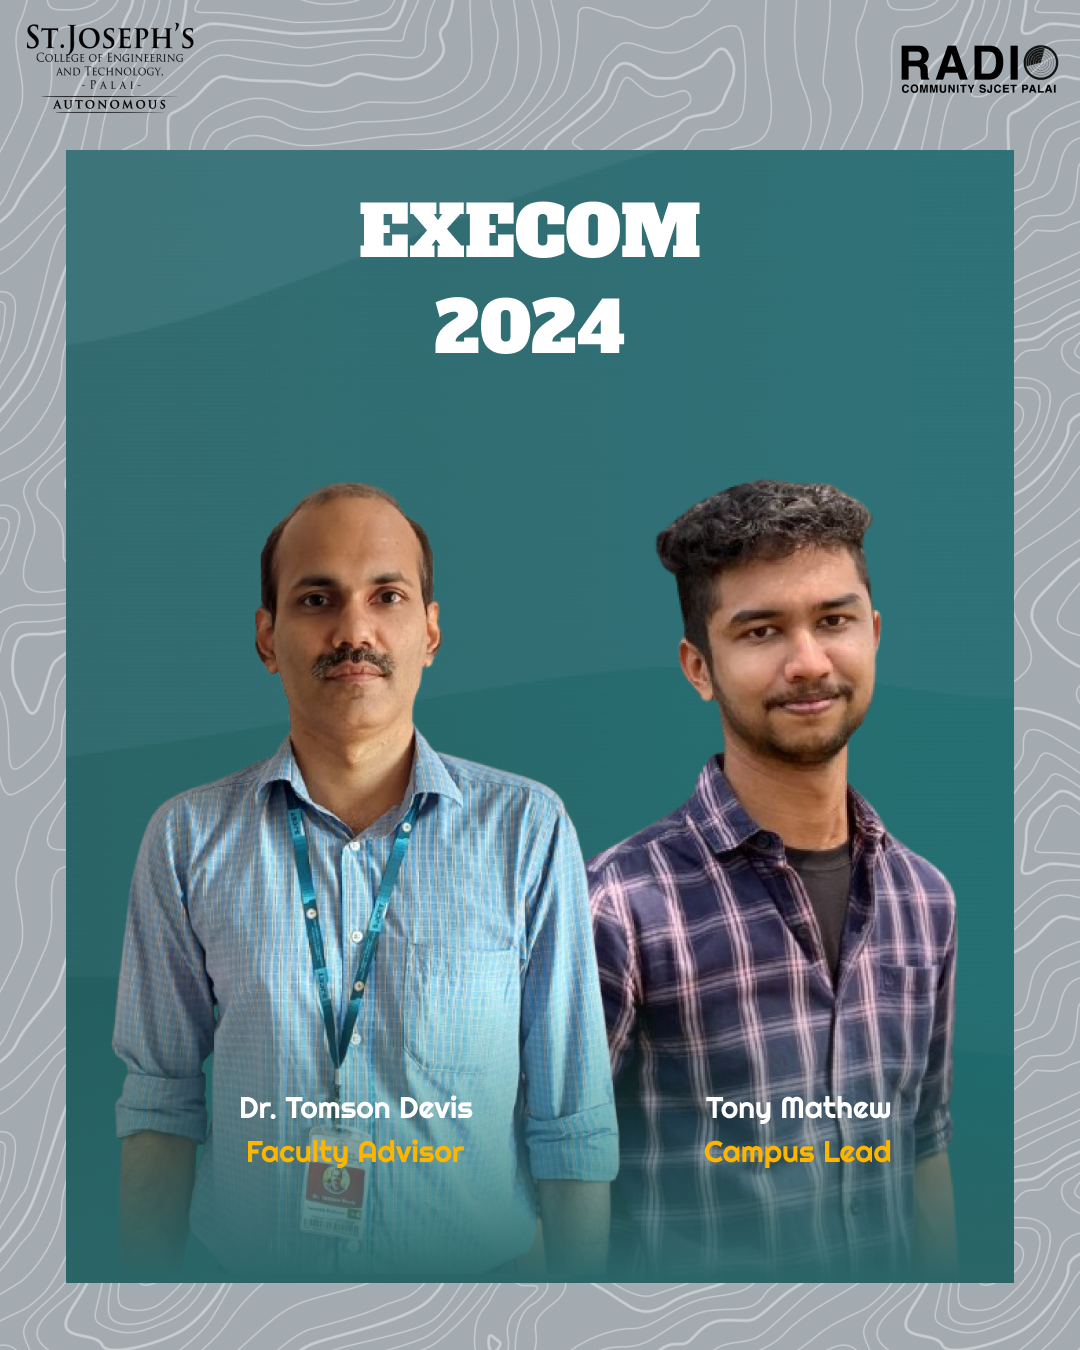 ST.JOSEPH'S
COLLEGE OF ENGINEERING
AND TECHNOLOGY,
- PALAI -
AUTONOMOUS
RADIO
COMMUNITY SJCET PALAI
EXECOM
2024
Dr. Tomson Devis
Faculty Advisor
Tony Mathew
Campus Lead